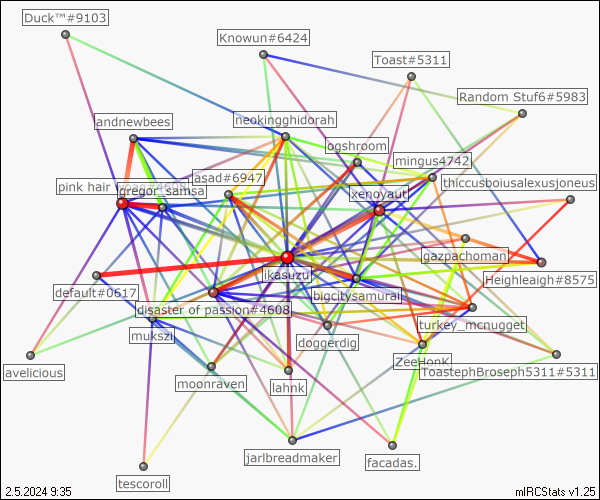 Duck™#9103
Knowun#6424
Toast#5311
Random Stuf6#5983
andnewbees
neokingghidorah
ogshroom
mingus4742
asad#6947
thiccusboiusalexusjoneus
pink hair
gregor_samsa
xenoyaut
gazpachoman
ikasuzu
default#0617
Heighleaigh#8575
bigcitysamurai
disaster of passion#4608
turkey_mcnugget
mukszi
doggerdig
ZeeHonK
ToastephBroseph5311#5311
avelicious
moonraven
lahnk
jarlbreadmaker
facadas.
tescoroll
2.5.2024 9:35
mIRCStats v1.25